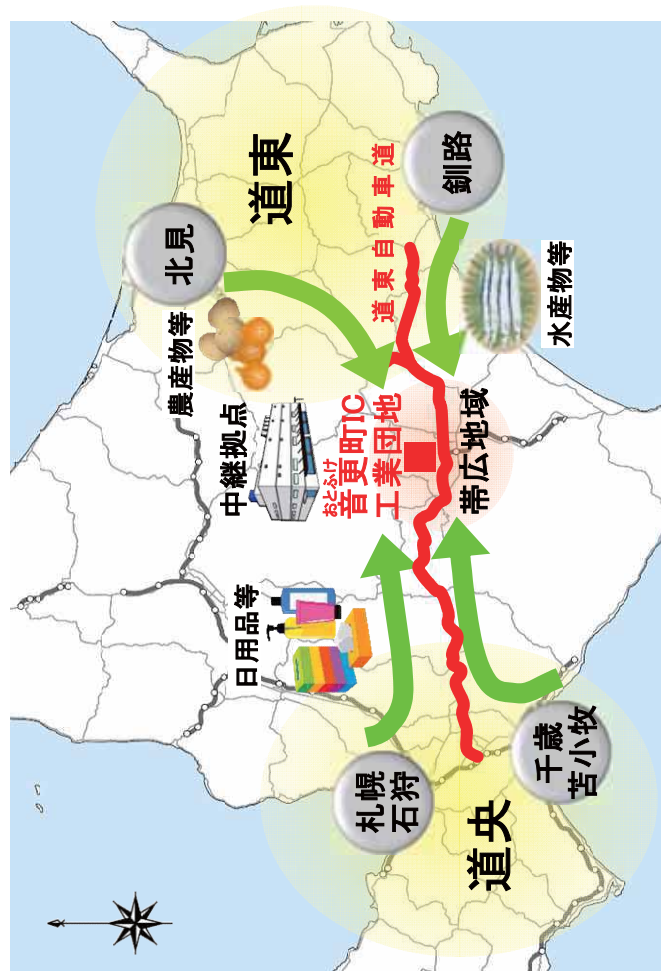 北見
道東
農産物等
道東自動車道
釧路
水産物等
中継拠点
おとふけ
音更町IC
工業団地
帯広地域
日用品等
札幌
石狩
千歳
苫小牧
道央